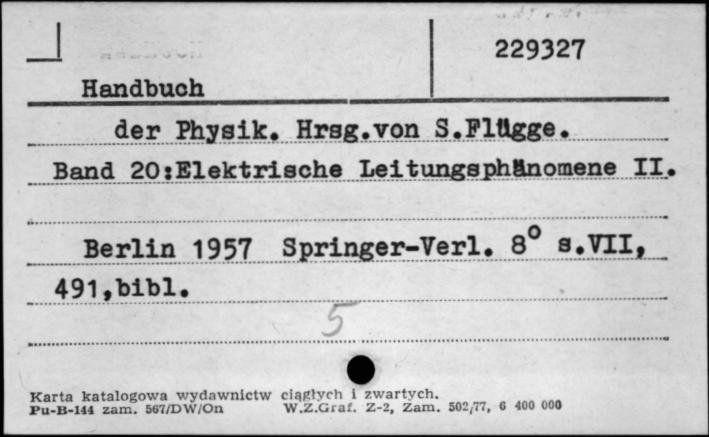 229327
Handbuch
der Physik. Hrsg.von S.Flügge.
Band 20:Elektrische Leitungsphänomene II.
Berlin 1957 Springer-Verl. 8° s.VII,
491,bibl.
5
Karta katalogowa wydawnictw ciągłych i zwartych.
Pu-B-144 zam. 567/DW/On W.Z.Graf. Z-2, Zam. 502/77, 6 400 000